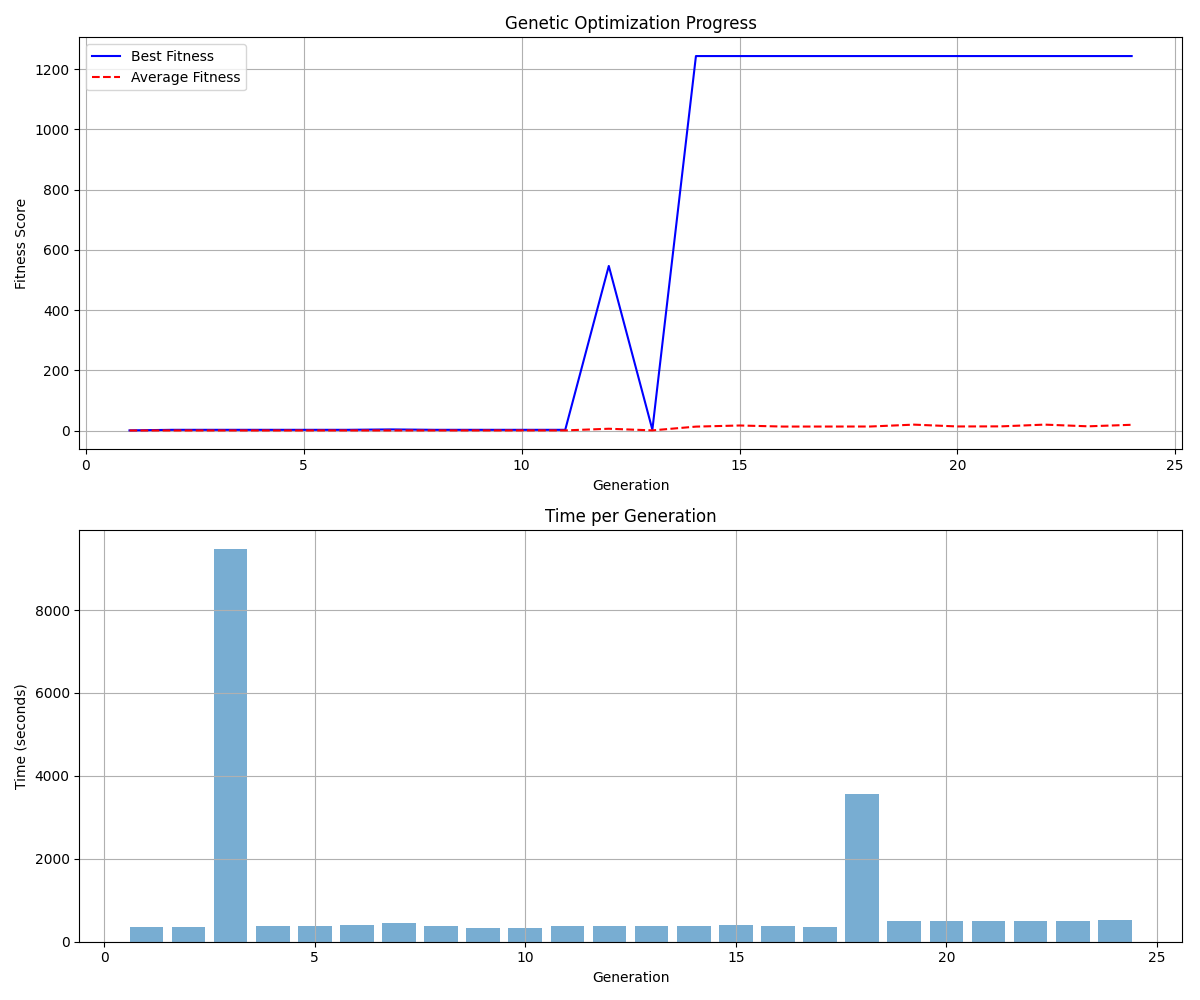 Genetic Optimization Progress
Best Fitness
Average Fitness
1200
1000
800
600
400
200
0
Fitness Score
0 5 10 15 20 25
Generation
Time per Generation
8000
6000
4000
2000
0
Time (seconds)
0 5 10 15 20 25
Generation